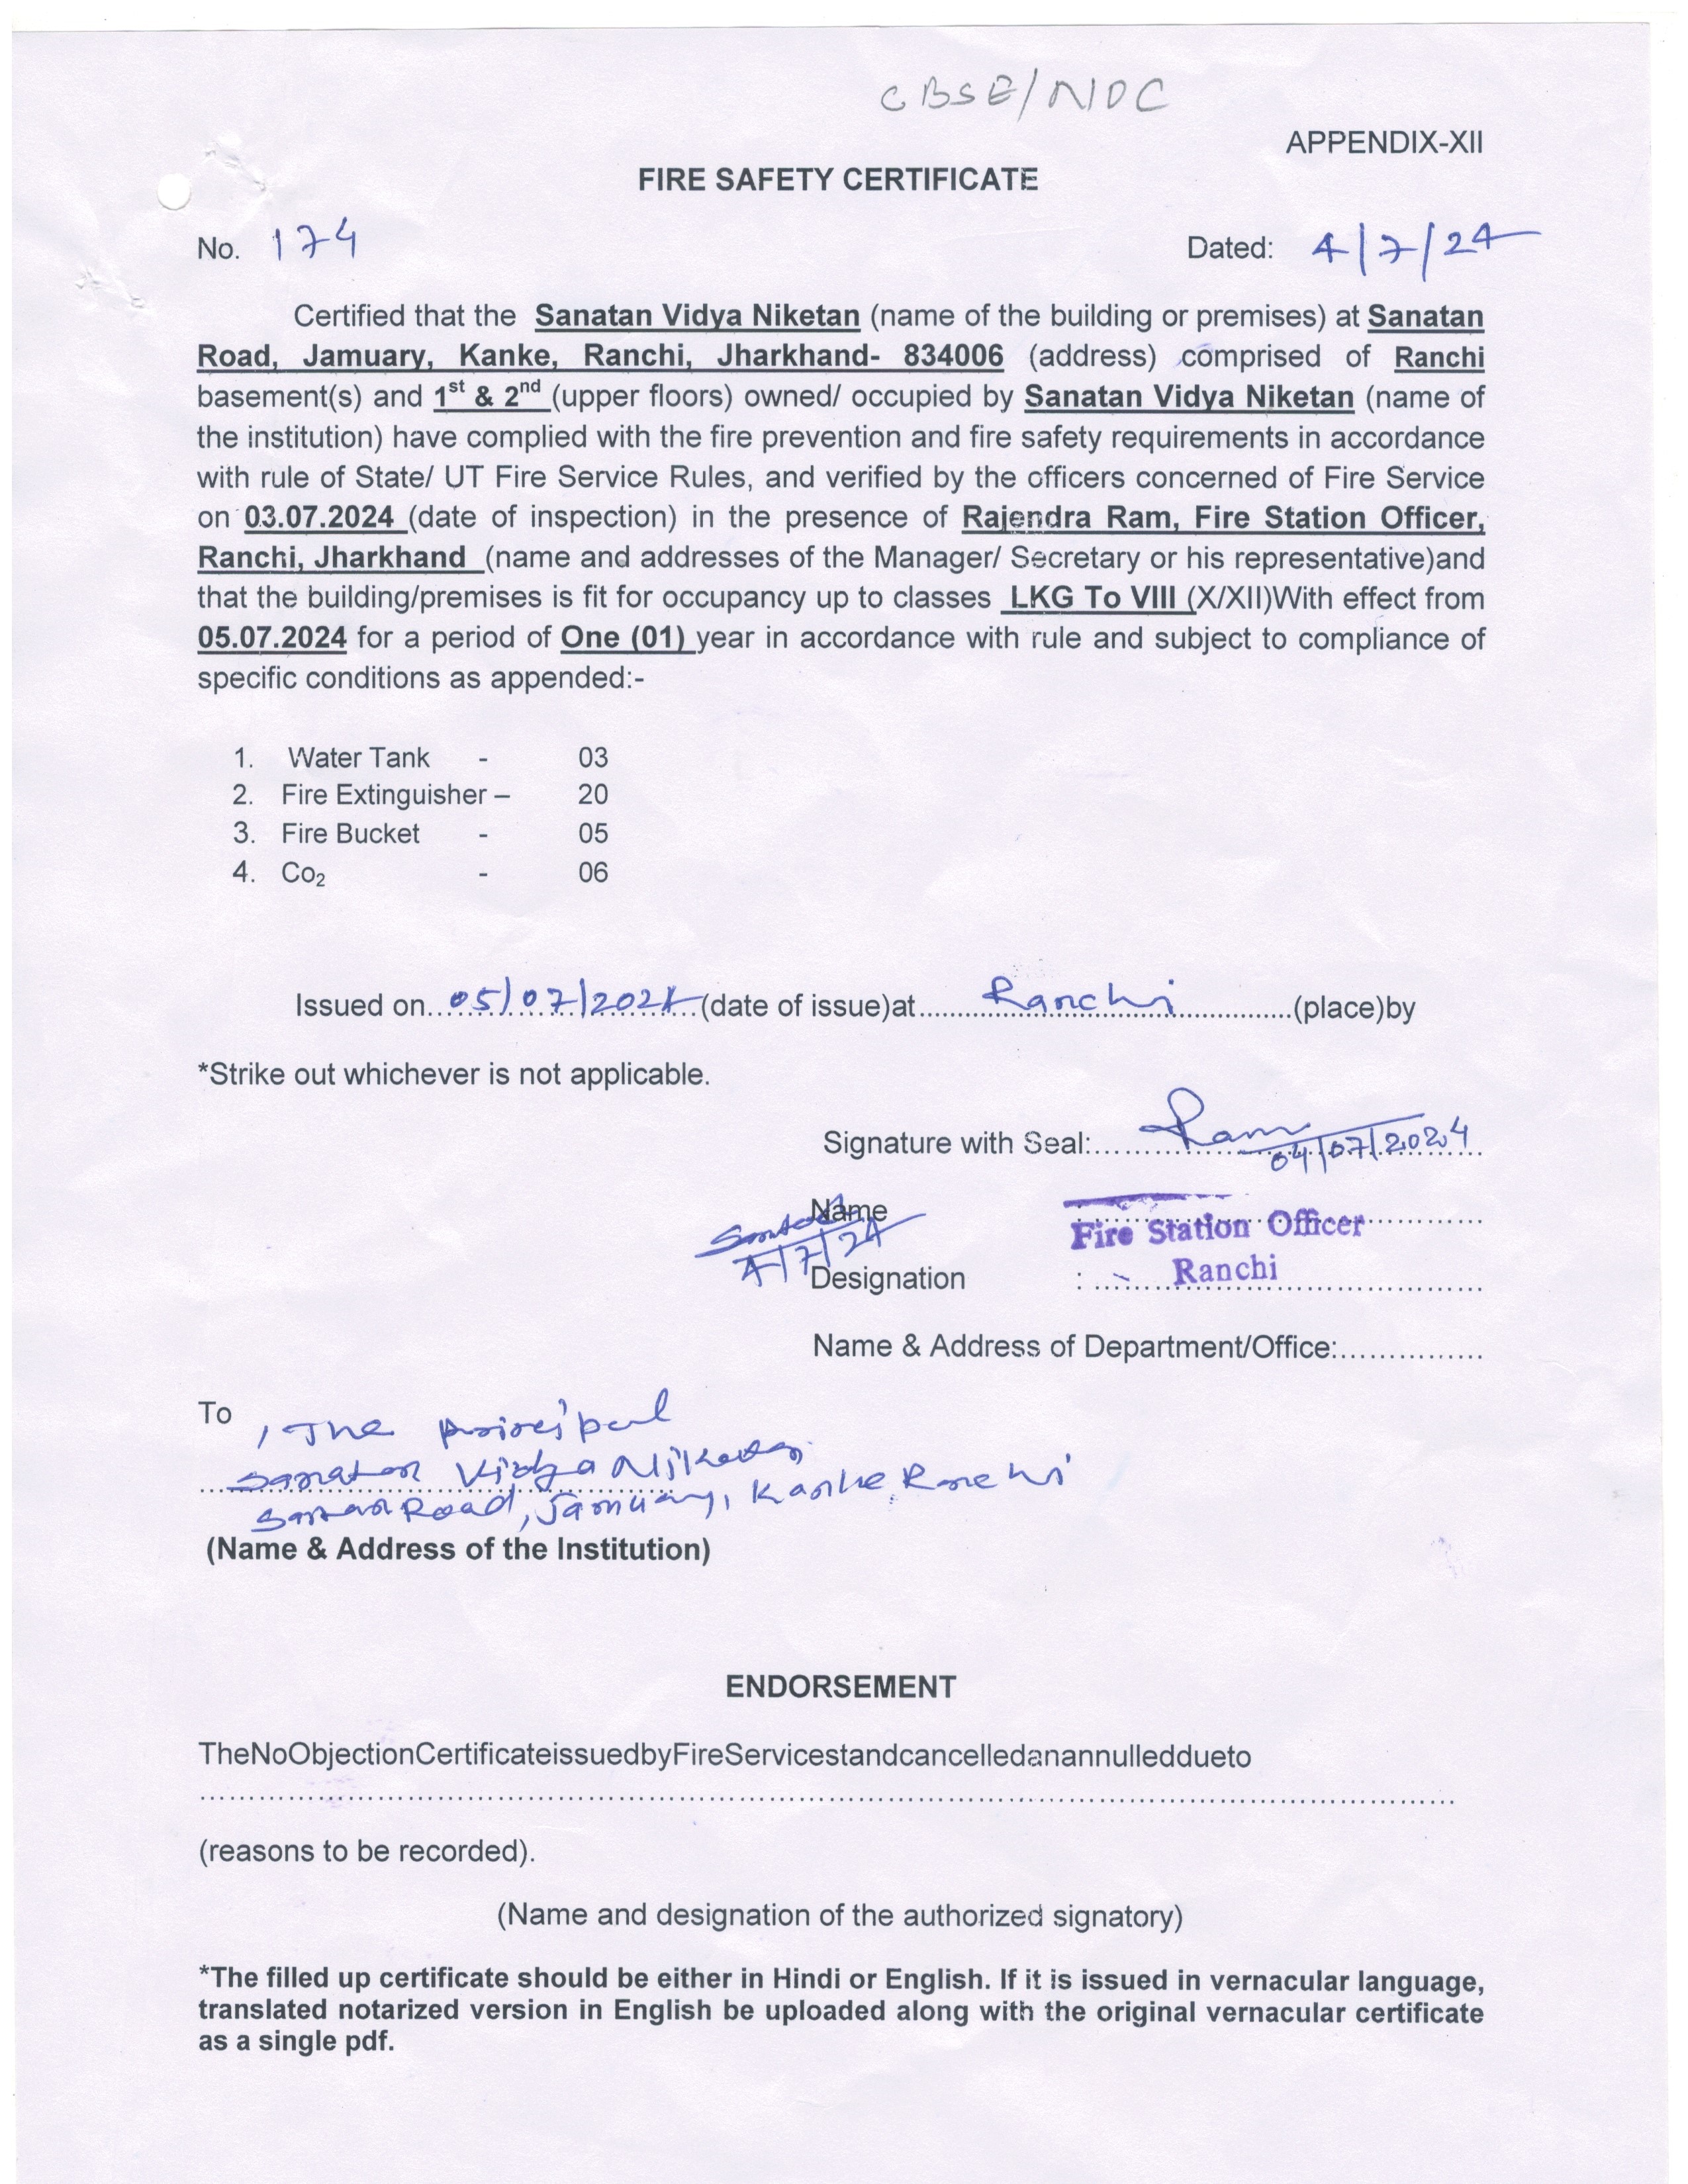 CBSE/NOC
APPENDIX-XII
FIRE SAFETY CERTIFICATE
No. 174 Dated: 4/7/24
Certified that the Sanatan Vidya Niketan (name of the building or premises) at Sanatan
Road, Jamuary, Kanke, Ranchi, Jharkhand- 834006 (address) comprised of Ranchi
basement(s) and 1st & 2nd (upper floors) owned/ occupied by Sanatan Vidya Niketan (name of
the institution) have complied with the fire prevention and fire safety requirements in accordance
with rule of State/ UT Fire Service Rules, and verified by the officers concerned of Fire Service
on 03.07.2024 (date of inspection) in the presence of Rajendra Ram, Fire Station Officer,
Ranchi, Jharkhand (name and addresses of the Manager/ Secretary or his representative)and
that the building/premises is fit for occupancy up to classes LKG To VIII (X/XII)With effect from
05.07.2024 for a period of One (01) year in accordance with rule and subject to compliance of
specific conditions as appended:-
1. Water Tank - 03
2. Fire Extinguisher – 20
3. Fire Bucket - 05
4. Co₂ - 06
Issued on..05/07/2024..(date of issue)at....Ranchi....(place)by
*Strike out whichever is not applicable.
Signature with Seal:....Ram
04/07/2024
Name
Fire Station Officer
4/7/24
Designation : Ranchi
Name & Address of Department/Office:...............
To, The principal
Sanatan Vidya Niketan
Sanatan Road, Jamuary, Kanke, Ranchi
(Name & Address of the Institution)
ENDORSEMENT
TheNoObjectionCertificateissuedbyFireServicestandcancelledanannulleddueto
(reasons to be recorded).
(Name and designation of the authorized signatory)
*The filled up certificate should be either in Hindi or English. If it is issued in vernacular language,
translated notarized version in English be uploaded along with the original vernacular certificate
as a single pdf.